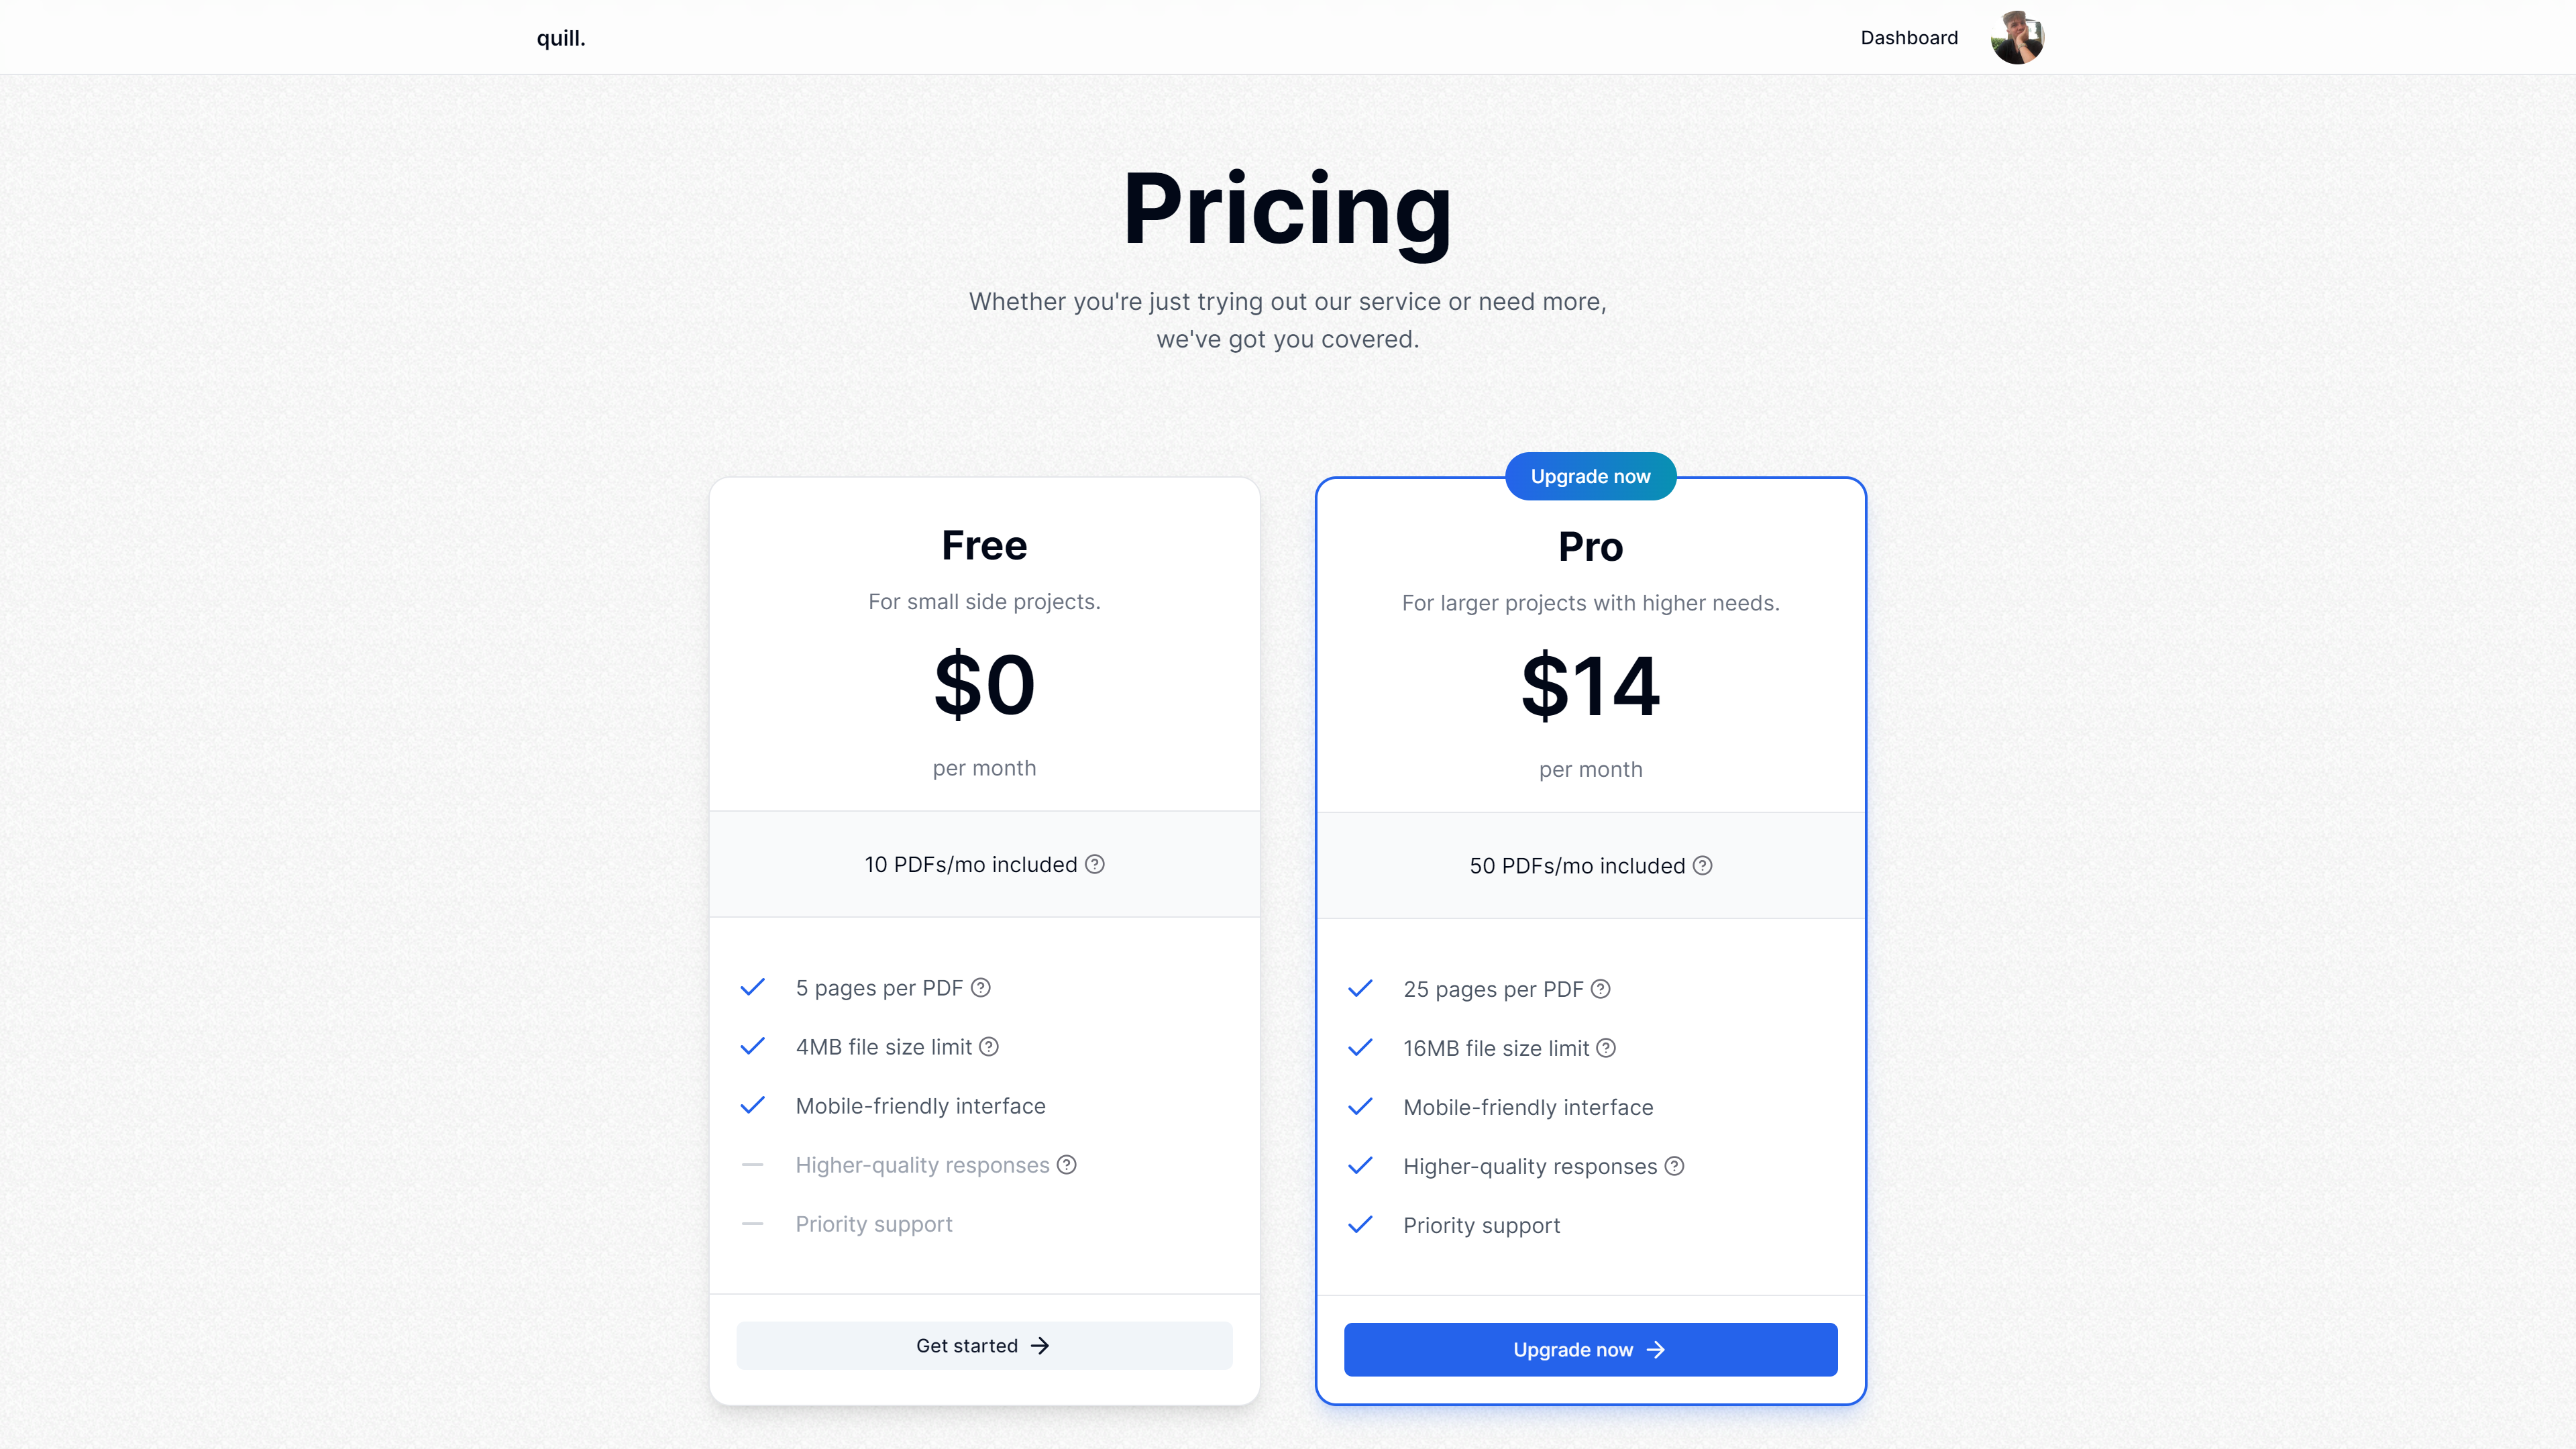 quill.
Dashboard
Pricing
Whether you're just trying out our service or need more,
we've got you covered.
Free
For small side projects.
$0
per month
10 PDFs/mo included
5 pages per PDF
4MB file size limit
Mobile-friendly interface
Higher-quality responses
Priority support
Get started
Upgrade now
Pro
For larger projects with higher needs.
$14
per month
50 PDFs/mo included
25 pages per PDF
16MB file size limit
Mobile-friendly interface
Higher-quality responses
Priority support
Upgrade now